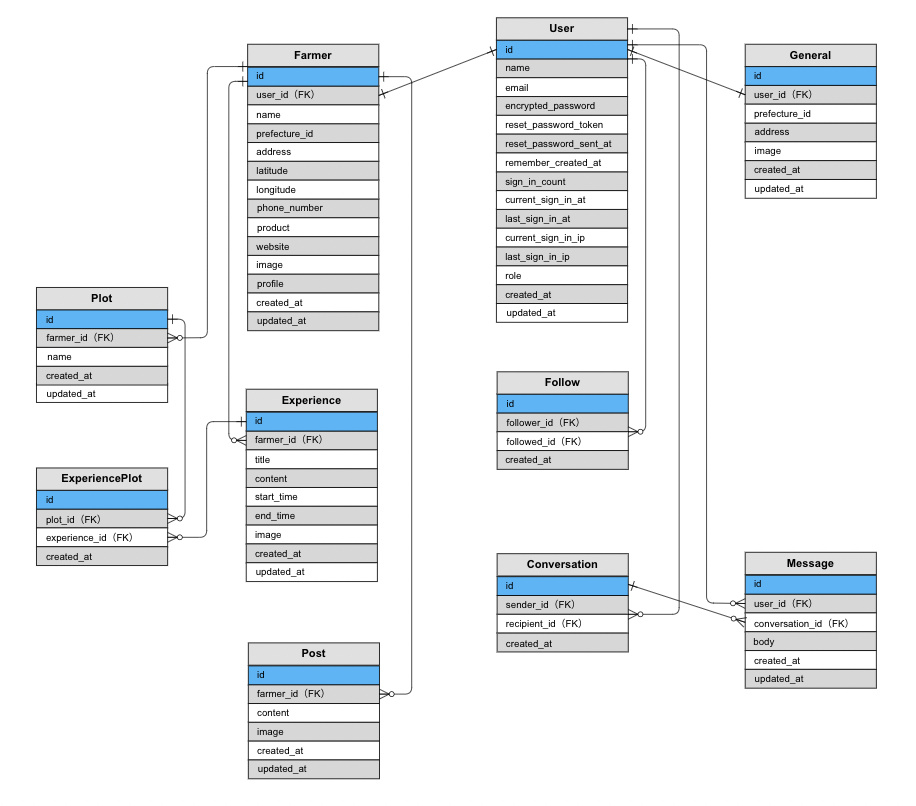 User
id
name
email
encrypted_password
reset_password_token
reset_password_sent_at
remember_created_at
sign_in_count
current_sign_in_at
last_sign_in_at
current_sign_in_ip
last_sign_in_ip
role
created_at
updated_at
Farmer
id
user_id（FK）
name
prefecture_id
address
latitude
longitude
phone_number
product
website
image
profile
created_at
updated_at
General
id
user_id（FK）
prefecture_id
address
image
created_at
updated_at
Plot
id
farmer_id（FK）
name
created_at
updated_at
Experience
id
farmer_id（FK）
title
content
start_time
end_time
image
created_at
updated_at
Follow
id
follower_id（FK）
followed_id（FK）
created_at
ExperiencePlot
id
plot_id（FK）
experience_id（FK）
created_at
Conversation
id
sender_id（FK）
recipient_id（FK）
created_at
Message
id
user_id（FK）
conversation_id（FK）
body
created_at
updated_at
Post
id
farmer_id（FK）
content
image
created_at
updated_at